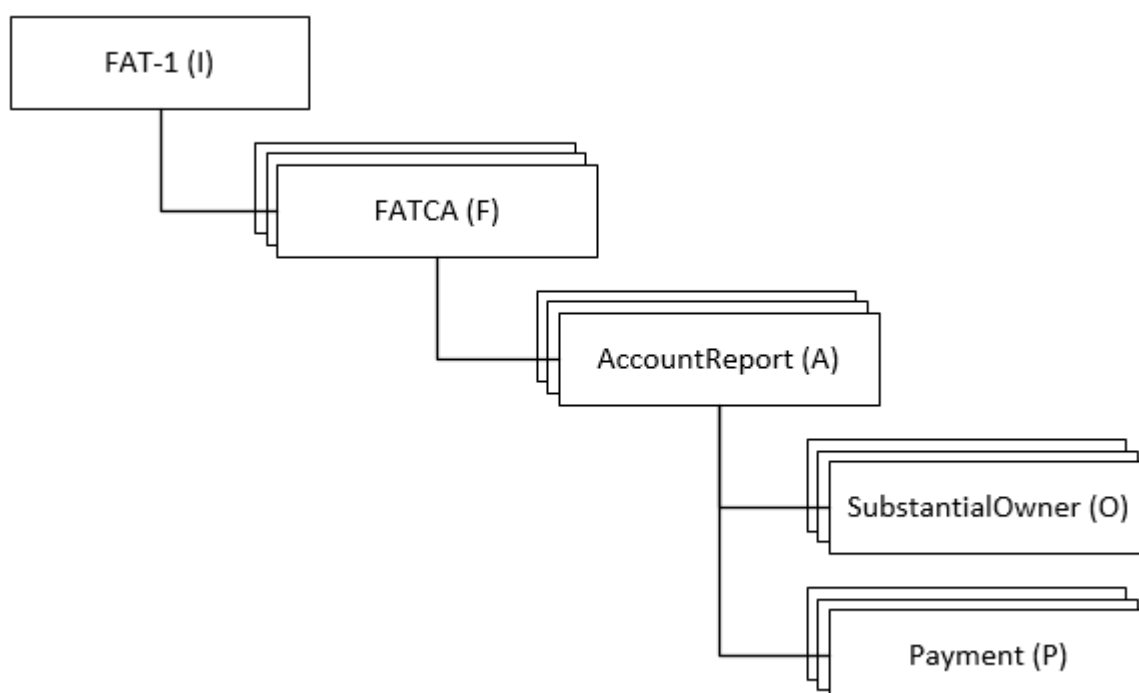 FAT-1 (I)
FATCA (F)
AccountReport (A)
SubstantialOwner (O)
Payment (P)